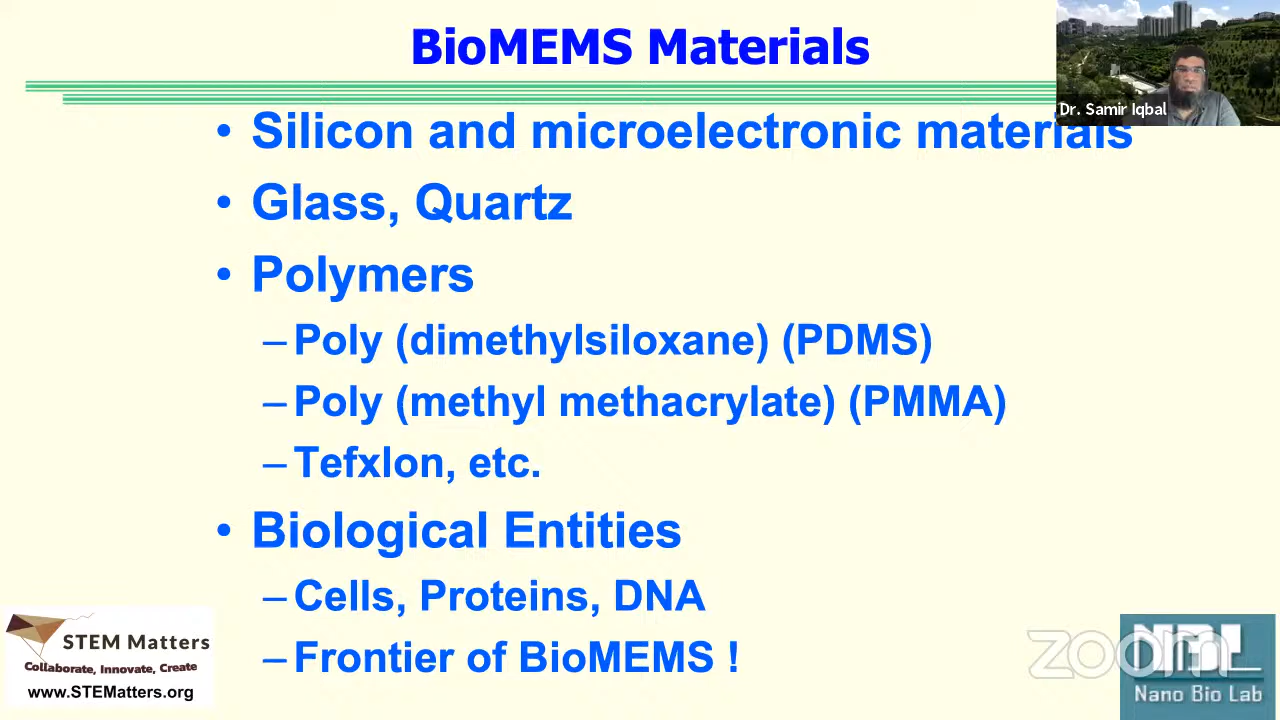 BioMEMS Materials
Dr. Samir Iqbal
• Silicon and microelectronic materials
• Glass, Quartz
• Polymers
– Poly (dimethylsiloxane) (PDMS)
– Poly (methyl methacrylate) (PMMA)
– Tefxlon, etc.
• Biological Entities
– Cells, Proteins, DNA
– Frontier of BioMEMS !
STEM Matters
Collaborate, Innovate, Create
www.STEMatters.org
zoom
NBL
Nano Bio Lab